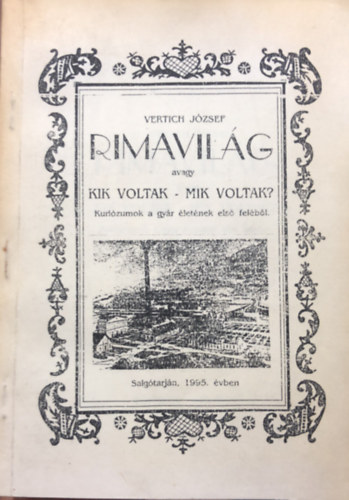 VERTICH JÓZSEF
RIMAVILÁG
avagy
KIK VOLTAK - MIK VOLTAK?
Kuriózumok a gyár életének első feléből.
Salgótarján, 1995. évben